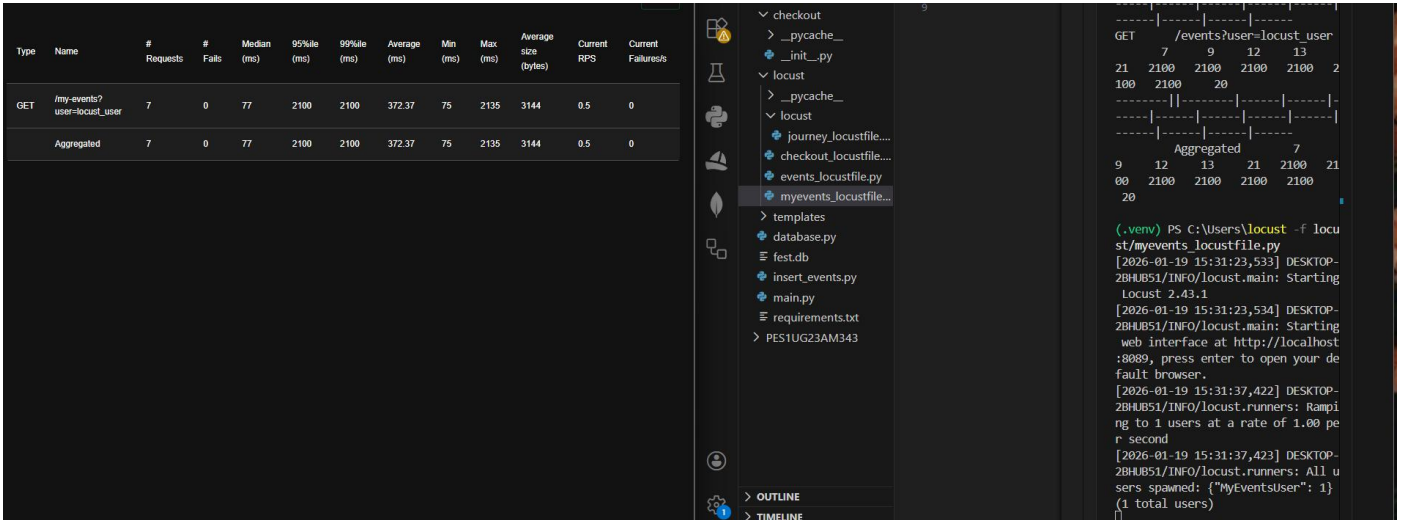 Type Name # Requests # Fails Median (ms) 95%ile (ms) 99%ile (ms) Average (ms) Min (ms) Max (ms) Average size (bytes) Current RPS Current Failures/s
GET /my-events?user=locust_user 7 0 77 2100 2100 372.37 75 2135 3144 0.5 0
Aggregated 7 0 77 2100 2100 372.37 75 2135 3144 0.5 0
checkout
__pycache__
__init__.py
locust
__pycache__
locust
journey_locustfile....
checkout_locustfile....
events_locustfile.py
myevents_locustfile...
templates
database.py
fest.db
insert_events.py
main.py
requirements.txt
PES1UG23AM343
1
OUTLINE
TIMELINE
9
-----|------|------|------|
------|------|------|------
GET /events?user=locust_user
7 9 12 13
21 2100 2100 2100 2100 2
100 2100 20
--------||--------|------|------|-
-----|------|------|------|------|
------|------|------|------
Aggregated 7
9 12 13 21 2100 21
00 2100 2100 2100 2100
20
(.venv) PS C:\Users\locust -f locu
st/myevents_locustfile.py
[2026-01-19 15:31:23,533] DESKTOP-
2BHUB51/INFO/locust.main: Starting
Locust 2.43.1
[2026-01-19 15:31:23,534] DESKTOP-
2BHUB51/INFO/locust.main: Starting
web interface at http://localhost
:8089, press enter to open your de
fault browser.
[2026-01-19 15:31:37,422] DESKTOP-
2BHUB51/INFO/locust.runners: Rampi
ng to 1 users at a rate of 1.00 pe
r second
[2026-01-19 15:31:37,423] DESKTOP-
2BHUB51/INFO/locust.runners: All u
sers spawned: {"MyEventsUser": 1}
(1 total users)